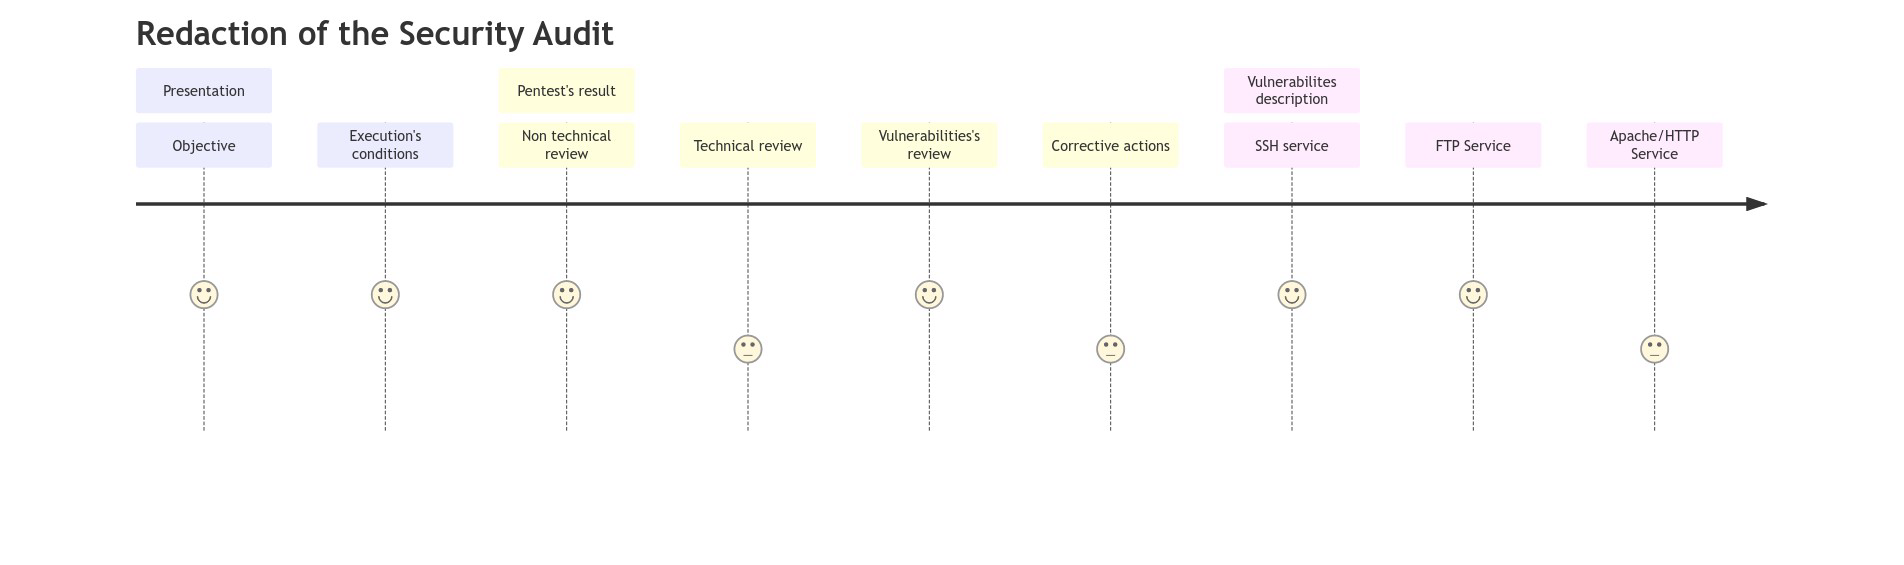 Redaction of the Security Audit
Presentation
Pentest's result
Vulnerabilites
description
Objective
Execution's
conditions
Non technical
review
Technical review
Vulnerabilities's
review
Corrective actions
SSH service
FTP Service
Apache/HTTP
Service